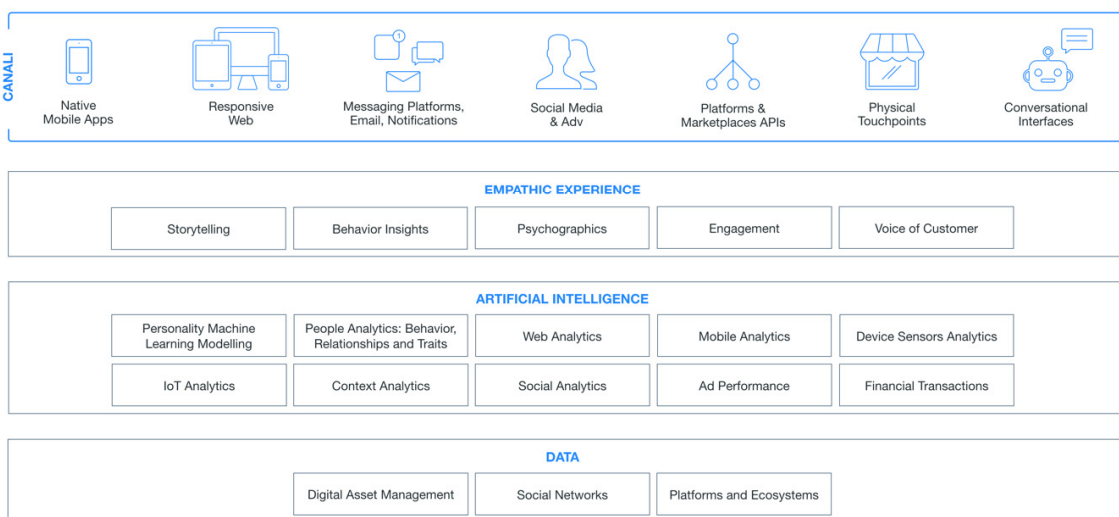 CANALI
Native
Mobile Apps
Responsive
Web
1
Messaging Platforms,
Email, Notifications
Social Media
& Adv
Platforms &
Marketplaces APIs
Physical
Touchpoints
Conversational
Interfaces
EMPATHIC EXPERIENCE
Storytelling
Behavior Insights
Psychographics
Engagement
Voice of Customer
ARTIFICIAL INTELLIGENCE
Personality Machine
Learning Modelling
People Analytics: Behavior,
Relationships and Traits
Web Analytics
Mobile Analytics
Device Sensors Analytics
IoT Analytics
Context Analytics
Social Analytics
Ad Performance
Financial Transactions
DATA
Digital Asset Management
Social Networks
Platforms and Ecosystems